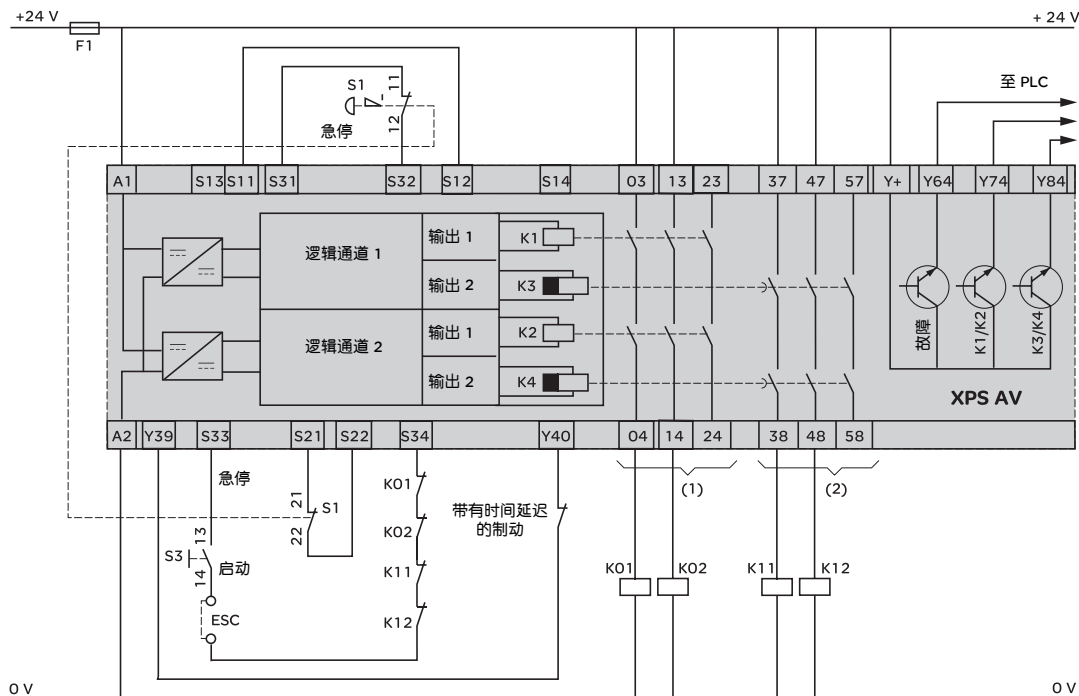 +24 V
+ 24 V
F1
至 PLC
S1
11
12
急停
A1
S13
S11
S31
S32
S12
S14
03
13
23
37
47
57
Y+
Y64
Y74
Y84
逻辑通道 1
输出 1
K1
输出 2
K3
逻辑通道 2
输出 1
K2
输出 2
K4
故障
K1/K2
K3/K4
XPS AV
A2
Y39
S33
S21
S22
S34
Y40
04
14
24
38
48
58
急停
21
22
S1
K01
K02
K11
K12
带有时间延迟
的制动
(1)
(2)
S3
13
14
启动
ESC
K01
K02
K11
K12
0 V
0 V